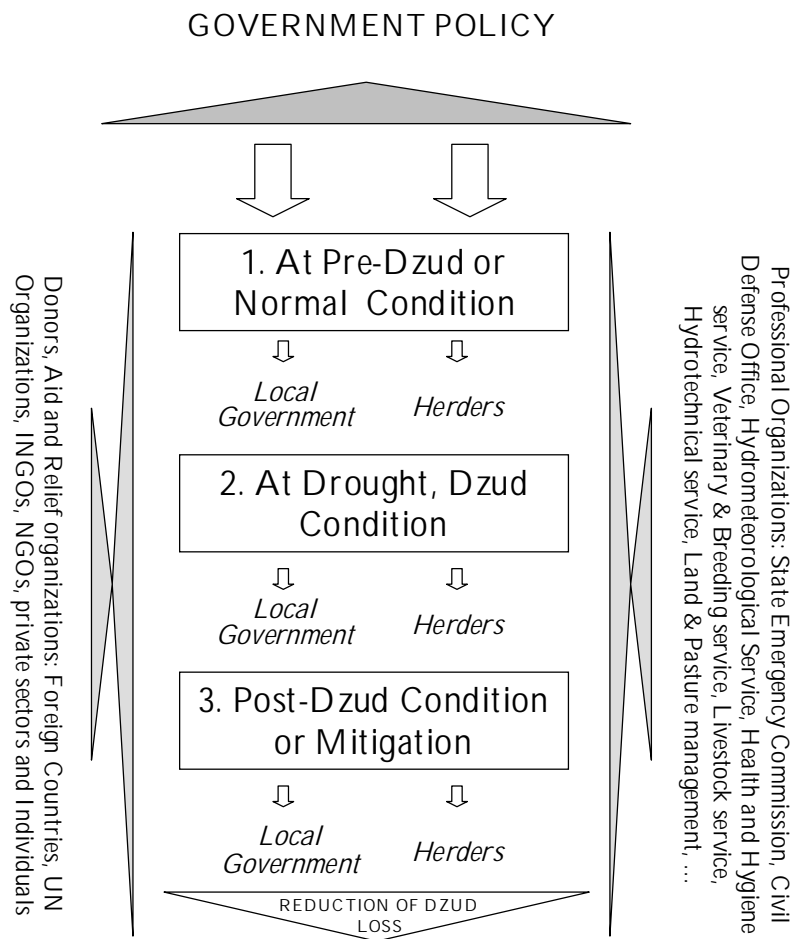 GOVERNMENT POLICY
1. At Pre-Dzud or
Normal Condition
Local
Government
Herders
2. At Drought, Dzud
Condition
Local
Government
Herders
3. Post-Dzud Condition
or Mitigation
Local
Government
Herders
REDUCTION OF DZUD
LOSS
Donors, Aid and Relief organizations: Foreign Countries, UN
Organizations, INGOs, NGOs, private sectors and Individuals
Professional Organizations: State Emergency Commission, Civil
Defense Office, Hydrometeorological Service, Health and Hygiene
service, Veterinary & Breeding service, Livestock service,
Hydrotechnical service, Land & Pasture management, ...